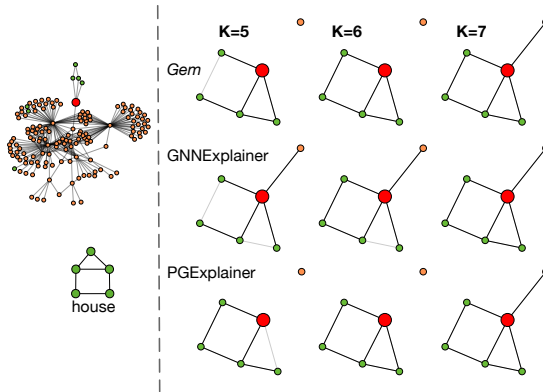 K=5 K=6 K=7
Gem
GNNExplainer
PGExplainer
house